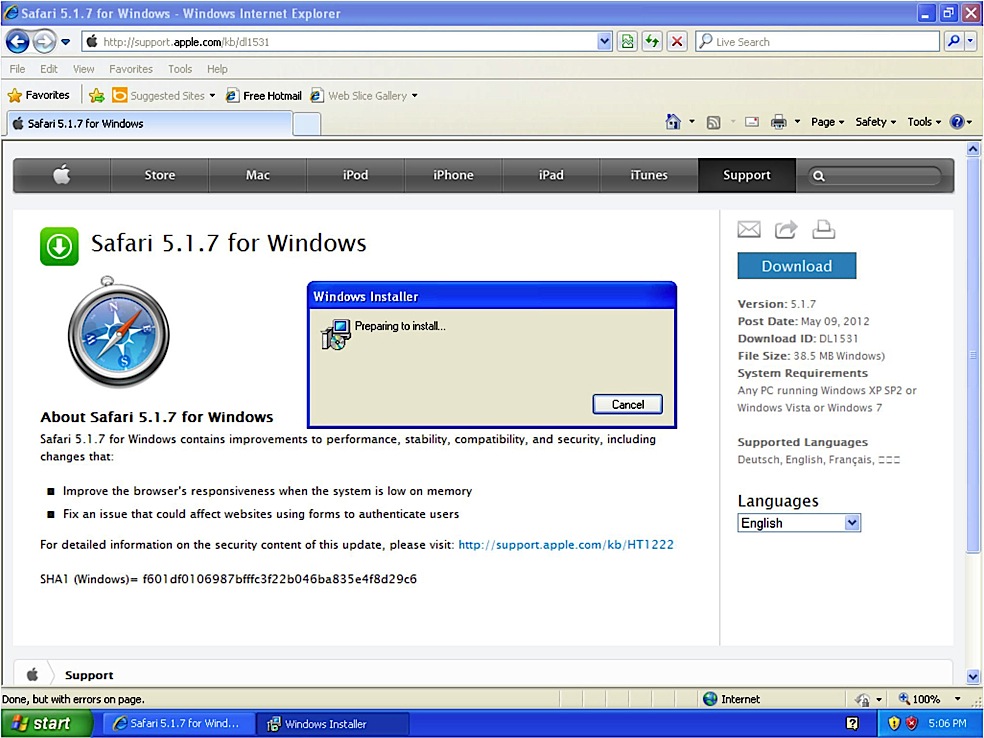 Safari 5.1.7 for Windows - Windows Internet Explorer
http://support.apple.com/kb/dl1531
Live Search
File Edit View Favorites Tools Help
Favorites Suggested Sites Free Hotmail Web Slice Gallery
Safari 5.1.7 for Windows
Page Safety Tools
Store Mac iPod iPhone iPad iTunes Support
Safari 5.1.7 for Windows
Download
Windows Installer
Preparing to install...
Cancel
Version: 5.1.7
Post Date: May 09, 2012
Download ID: DL1531
File Size: 38.5 MB Windows)
System Requirements
Any PC running Windows XP SP2 or
Windows Vista or Windows 7
Supported Languages
Deutsch, English, Français,
Languages
English
About Safari 5.1.7 for Windows
Safari 5.1.7 for Windows contains improvements to performance, stability, compatibility, and security, including
changes that:
Improve the browser's responsiveness when the system is low on memory
Fix an issue that could affect websites using forms to authenticate users
For detailed information on the security content of this update, please visit: http://support.apple.com/kb/HT1222
SHA1 (Windows)= f601df0106987bfffc3f22b046ba835e4f8d29c6
Support
Done, but with errors on page.
Internet
100%
start
Safari 5.1.7 for Wind...
Windows Installer
5:06 PM